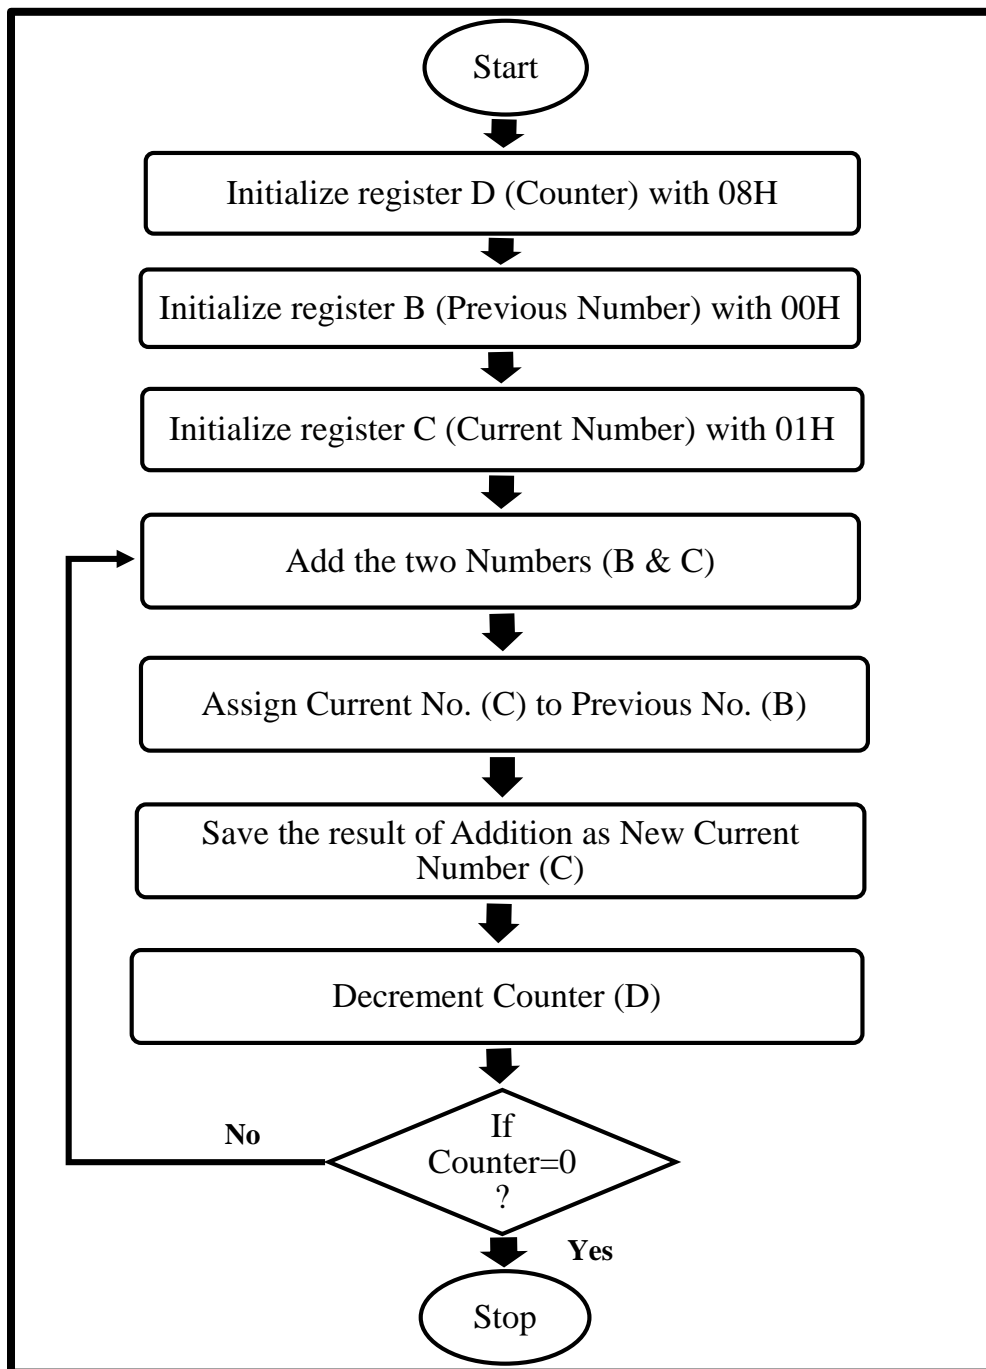 Start
Initialize register D (Counter) with 08H
Initialize register B (Previous Number) with 00H
Initialize register C (Current Number) with 01H
Add the two Numbers (B & C)
Assign Current No. (C) to Previous No. (B)
Save the result of Addition as New Current
Number (C)
Decrement Counter (D)
If
Counter=0
?
No
Yes
Stop